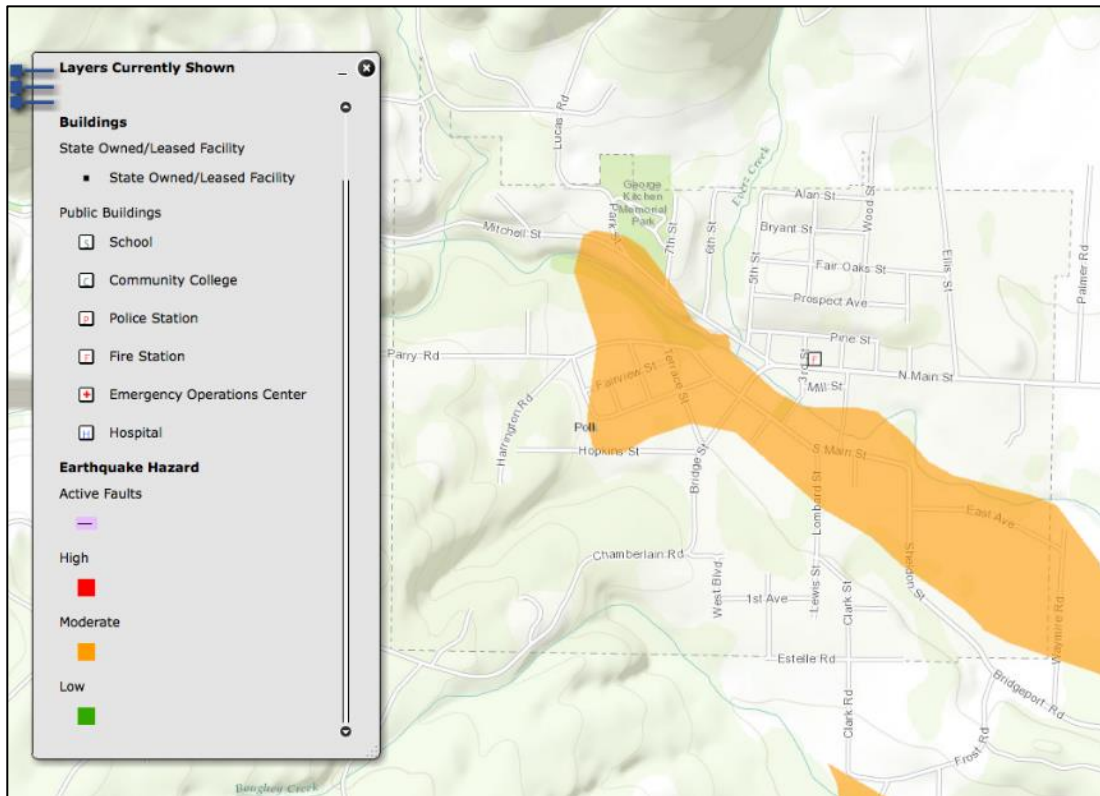 Layers Currently Shown
Buildings
State Owned/Leased Facility
State Owned/Leased Facility
Public Buildings
School
Community College
Police Station
Fire Station
Emergency Operations Center
Hospital
Earthquake Hazard
Active Faults
High
Moderate
Low
Lucas Rd
George
Kitchen
Memorial
Park
Park
Mitchell St
7th St
6th St
Ewers Creek
5th St
Alan St
Wood St
Bryant St
Fair Oaks St
Prospect Ave
Ellis St
Palmer Rd
Pine St
F
3rd St
Mill St
N Main St
Parry Rd
Fairview St
Terrace St
Harrington Rd
Hopkins St
Bridge St
S Main St
Lombard St
East Ave
Chamberlain Rd
West Blvd
1st Ave
Lewis St
Clark St
Sheldon St
Waymire Rd
Estelle Rd
Clark Rd
Bridgeport Rd
Frost Rd
Creek